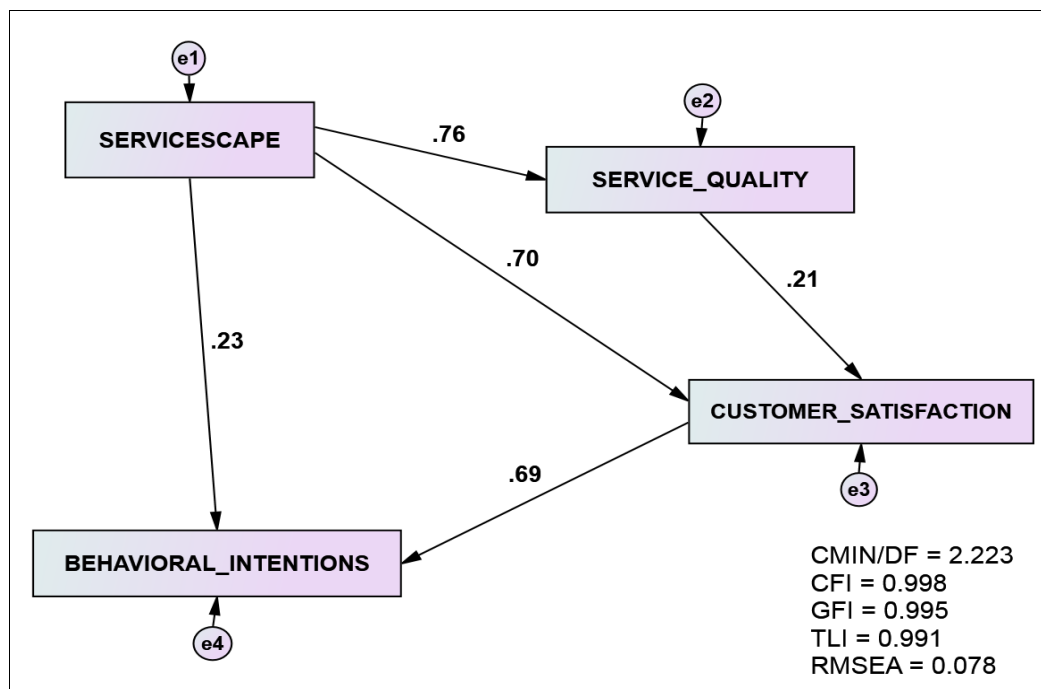 e1
SERVICESCAPE
e2
.76
SERVICE_QUALITY
.70
.21
.23
CUSTOMER_SATISFACTION
.69
e3
BEHAVIORAL_INTENTIONS
e4
CMIN/DF = 2.223
CFI = 0.998
GFI = 0.995
TLI = 0.991
RMSEA = 0.078